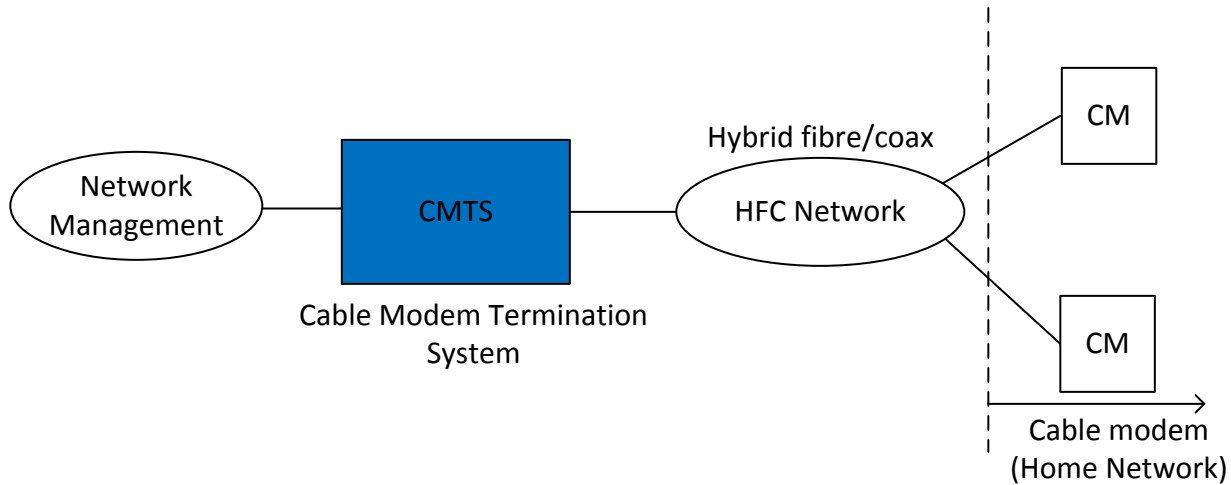 Network
Management
CMTS
Cable Modem Termination
System
Hybrid fibre/coax
HFC Network
CM
CM
Cable modem
(Home Network)